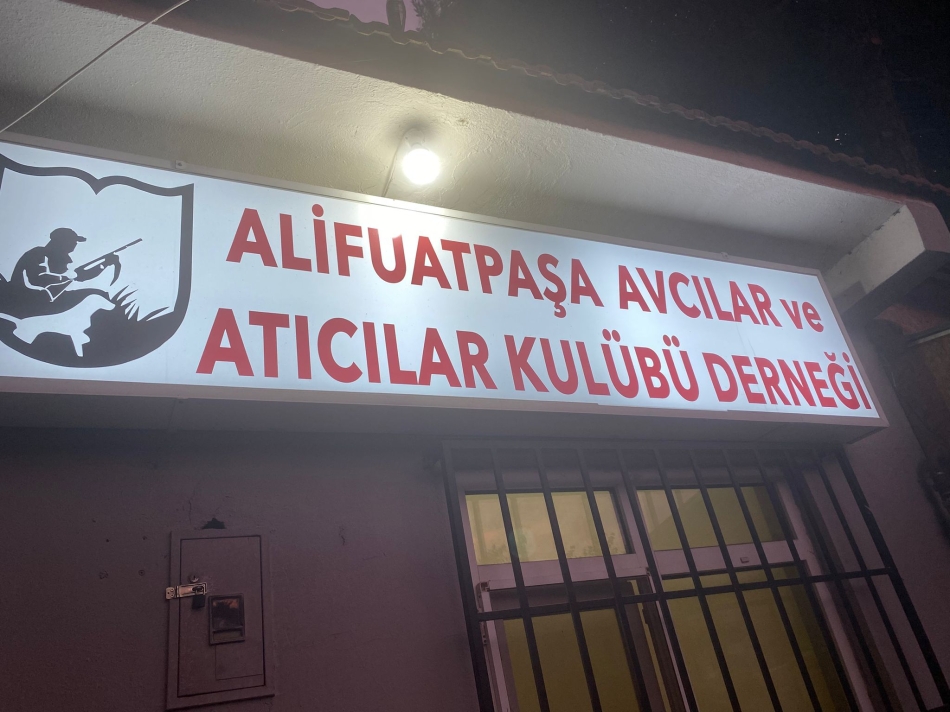 ALİFUATPAŞA AVCILAR ve
ATICILAR KULÜBÜ DERNEĞİ